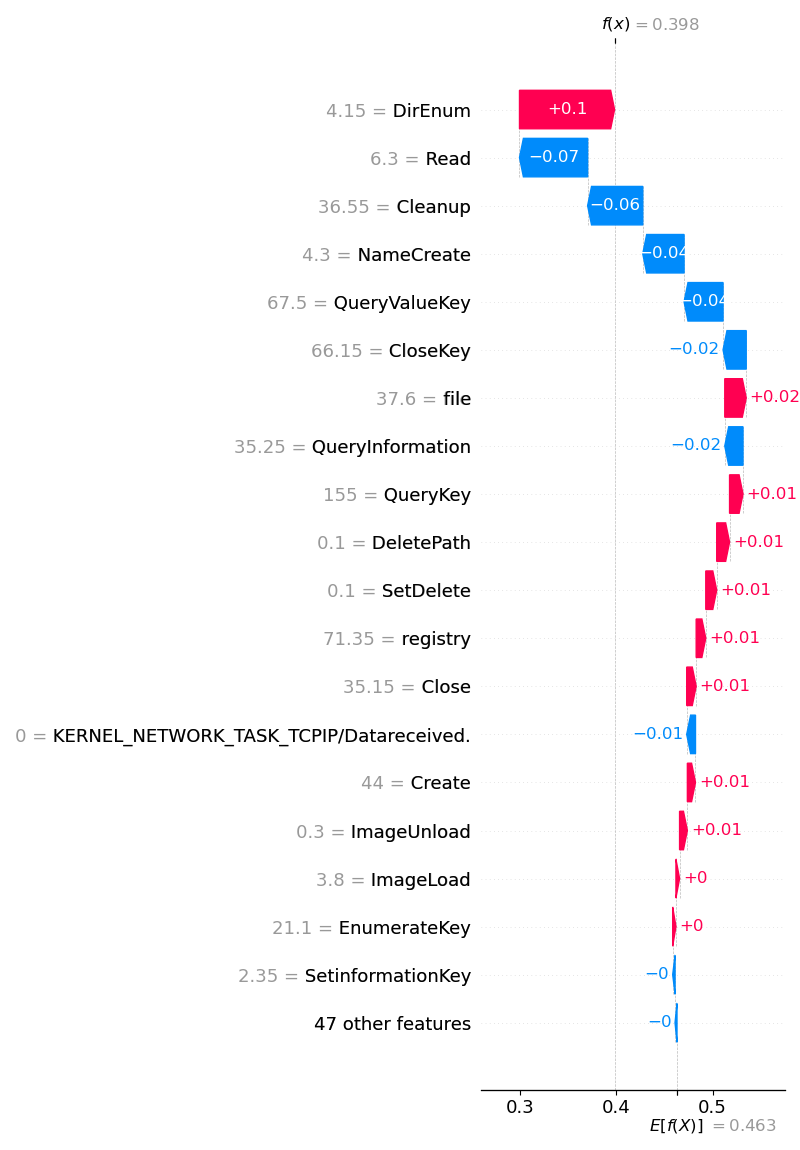 f(x) = 0.398
4.15 = DirEnum +0.1
6.3 = Read −0.07
36.55 = Cleanup −0.06
4.3 = NameCreate −0.04
67.5 = QueryValueKey −0.04
66.15 = CloseKey −0.02
37.6 = file +0.02
35.25 = QueryInformation −0.02
155 = QueryKey +0.01
0.1 = DeletePath +0.01
0.1 = SetDelete +0.01
71.35 = registry +0.01
35.15 = Close +0.01
0 = KERNEL_NETWORK_TASK_TCPIP/Datareceived. −0.01
44 = Create +0.01
0.3 = ImageUnload +0.01
3.8 = ImageLoad +0
21.1 = EnumerateKey +0
2.35 = SetinformationKey −0
47 other features −0
0.3 0.4 0.5
E[f(X)] = 0.463